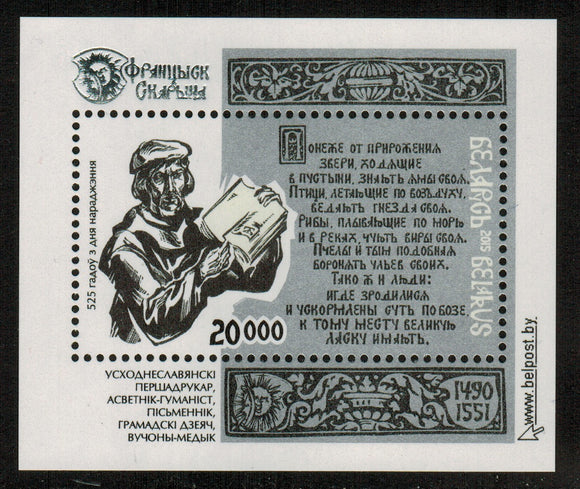 Францыск
Скарына
525 гадоў з дня нараджэння
Понеже от прирожения
звери, ходящие
в пустыни, знають ямы своя.
Птици, летающие по воздуху,
ведають гнезда своя.
Рибы, плывающие по морю
и в реках, чують виры своя.
Пчелы и тым подобная
боронять ульев своих.
Тако ж и люди:
игде зродилися
и ускормлены суть по бозе,
к тому месту великую
ласку имають.
БЕЛАРУСЬ 2015 BELARUS
20 000
www.belpost.by.
УСХОДНЕСЛАВЯНСКІ
ПЕРШАДРУКАР,
АСВЕТНІК-ГУМАНІСТ,
ПІСЬМЕННІК,
ГРАМАДСКІ ДЗЕЯЧ,
ВУЧОНЫ-МЕДЫК
1490
1551